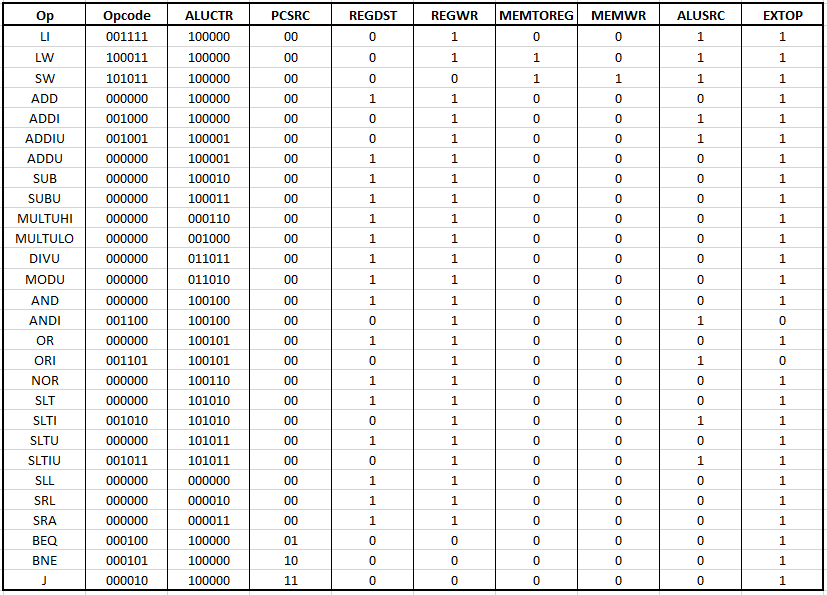 Op Opcode ALUCTR PCSRC REGDST REGWR MEMTOREG MEMWR ALUSRC EXTOP
LI 001111 100000 00 0 1 0 0 1 1
LW 100011 100000 00 0 1 1 0 1 1
SW 101011 100000 00 0 0 1 1 1 1
ADD 000000 100000 00 1 1 0 0 0 1
ADDI 001000 100000 00 0 1 0 0 1 1
ADDIU 001001 100001 00 0 1 0 0 1 1
ADDU 000000 100001 00 1 1 0 0 0 1
SUB 000000 100010 00 1 1 0 0 0 1
SUBU 000000 100011 00 1 1 0 0 0 1
MULTUHI 000000 000110 00 1 1 0 0 0 1
MULTULO 000000 001000 00 1 1 0 0 0 1
DIVU 000000 011011 00 1 1 0 0 0 1
MODU 000000 011010 00 1 1 0 0 0 1
AND 000000 100100 00 1 1 0 0 0 1
ANDI 001100 100100 00 0 1 0 0 1 0
OR 000000 100101 00 1 1 0 0 0 1
ORI 001101 100101 00 0 1 0 0 1 0
NOR 000000 100110 00 1 1 0 0 0 1
SLT 000000 101010 00 1 1 0 0 0 1
SLTI 001010 101010 00 0 1 0 0 1 1
SLTU 000000 101011 00 1 1 0 0 0 1
SLTIU 001011 101011 00 0 1 0 0 1 1
SLL 000000 000000 00 1 1 0 0 0 1
SRL 000000 000010 00 1 1 0 0 0 1
SRA 000000 000011 00 1 1 0 0 0 1
BEQ 000100 100000 01 0 0 0 0 0 1
BNE 000101 100000 10 0 0 0 0 0 1
J 000010 100000 11 0 0 0 0 0 1